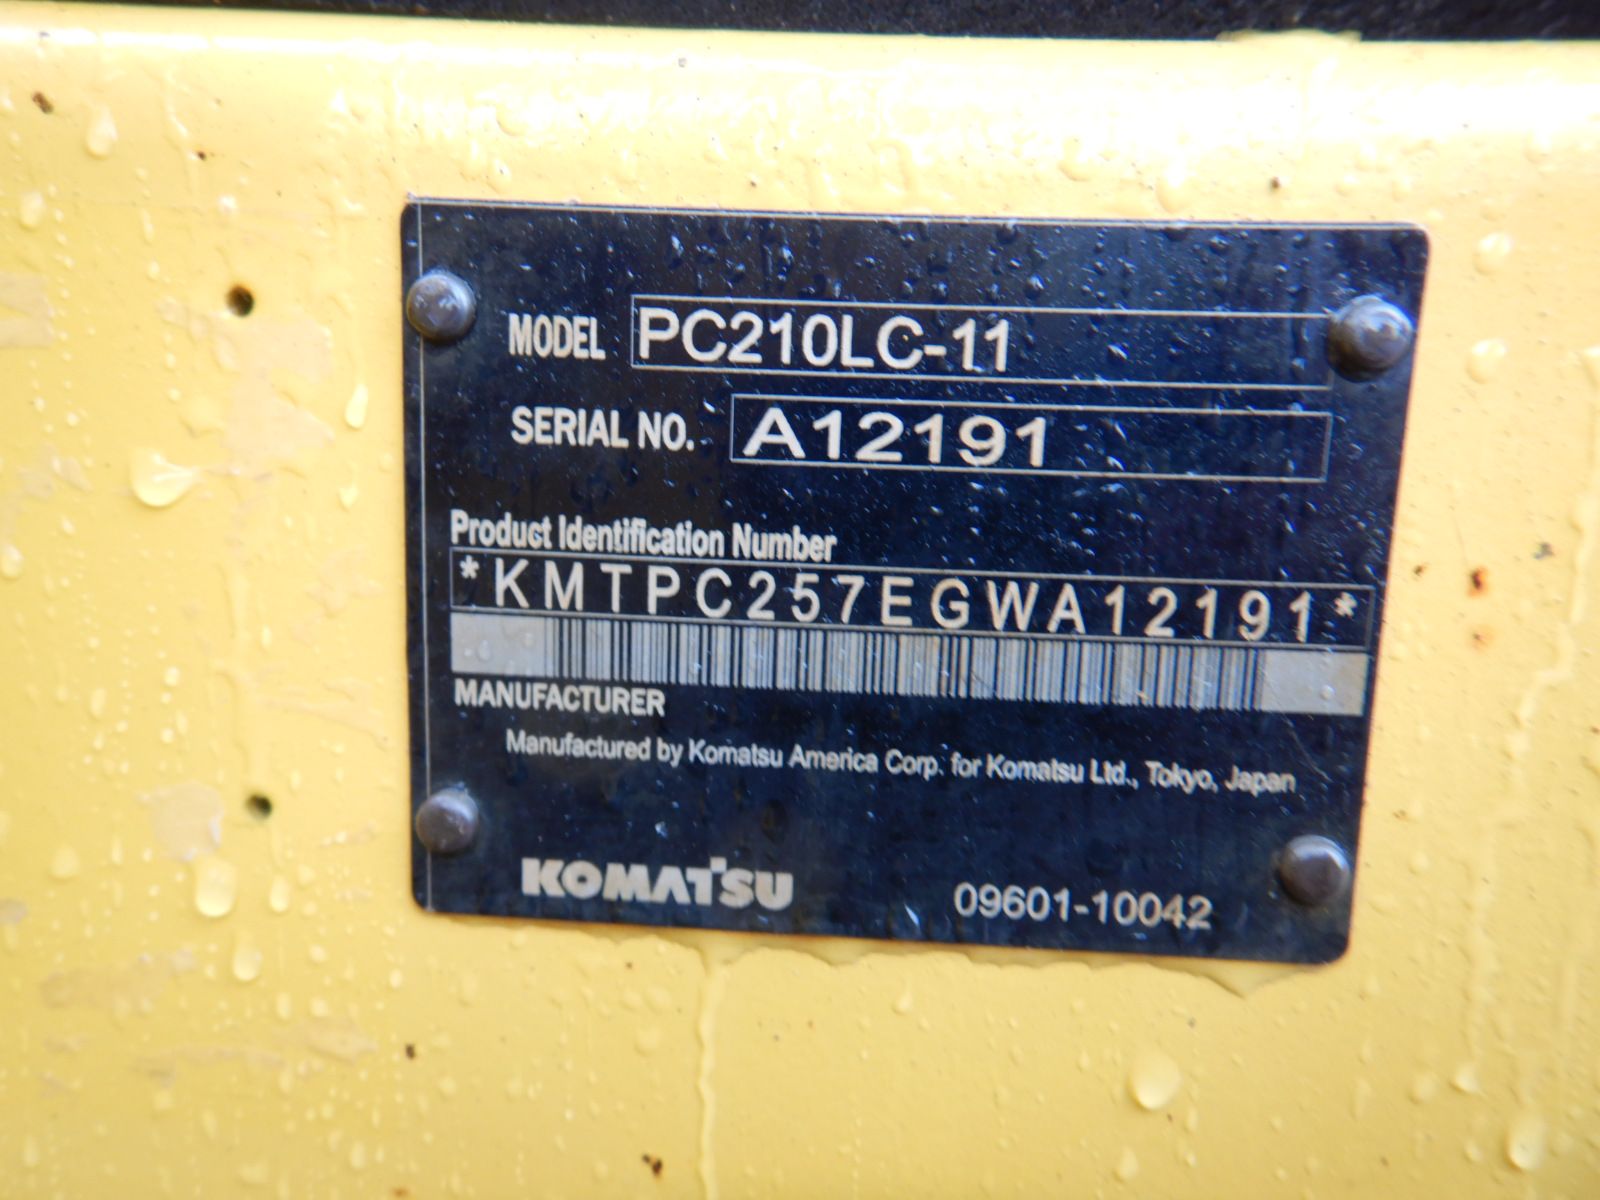 MODEL PC210LC-11
SERIAL NO. A12191
Product Identification Number
*KMTPC257EGWA12191*
MANUFACTURER
Manufactured by Komatsu America Corp. for Komatsu Ltd., Tokyo, Japan
KOMATSU 09601-10042